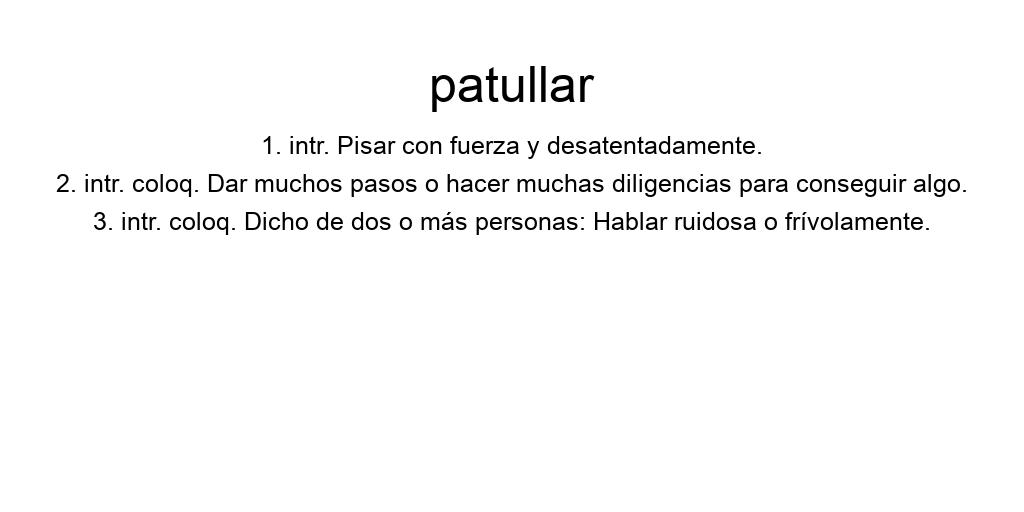 patullar
1. intr. Pisar con fuerza y desatentadamente.
2. intr. coloq. Dar muchos pasos o hacer muchas diligencias para conseguir algo.
3. intr. coloq. Dicho de dos o más personas: Hablar ruidosa o frívolamente.